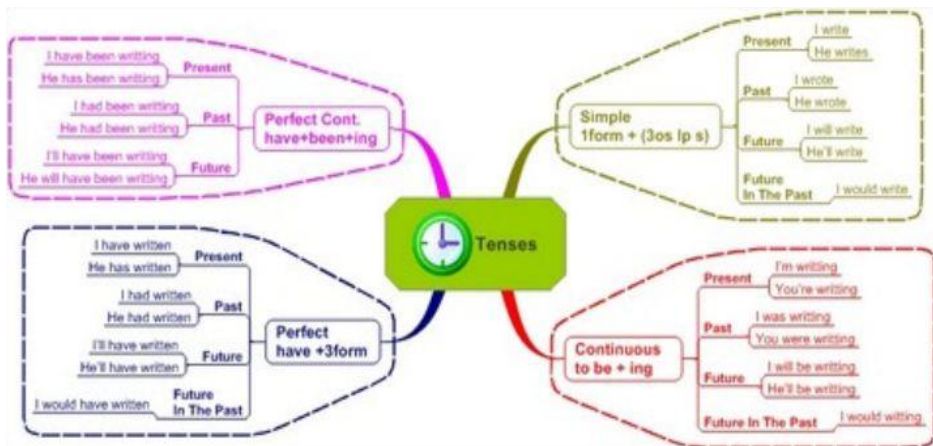 Tenses
Perfect Cont.
have+been+ing
Present
I have been writting
He has been writting
Past
I had been writting
He had been writting
Future
I'll have been writting
He will have been writting
Simple
1form + (3os lp s)
Present
I write
He writes
Past
I wrote
He wrote
Future
I will write
He'll write
Future
In The Past
I would write
Perfect
have +3form
Present
I have written
He has written
Past
I had written
He had written
Future
I'll have written
He'll have written
Future
In The Past
I would have written
Continuous
to be + ing
Present
I'm writting
You're writting
Past
I was writting
You were writting
Future
I will be writting
He'll be writting
Future In The Past
I would witting